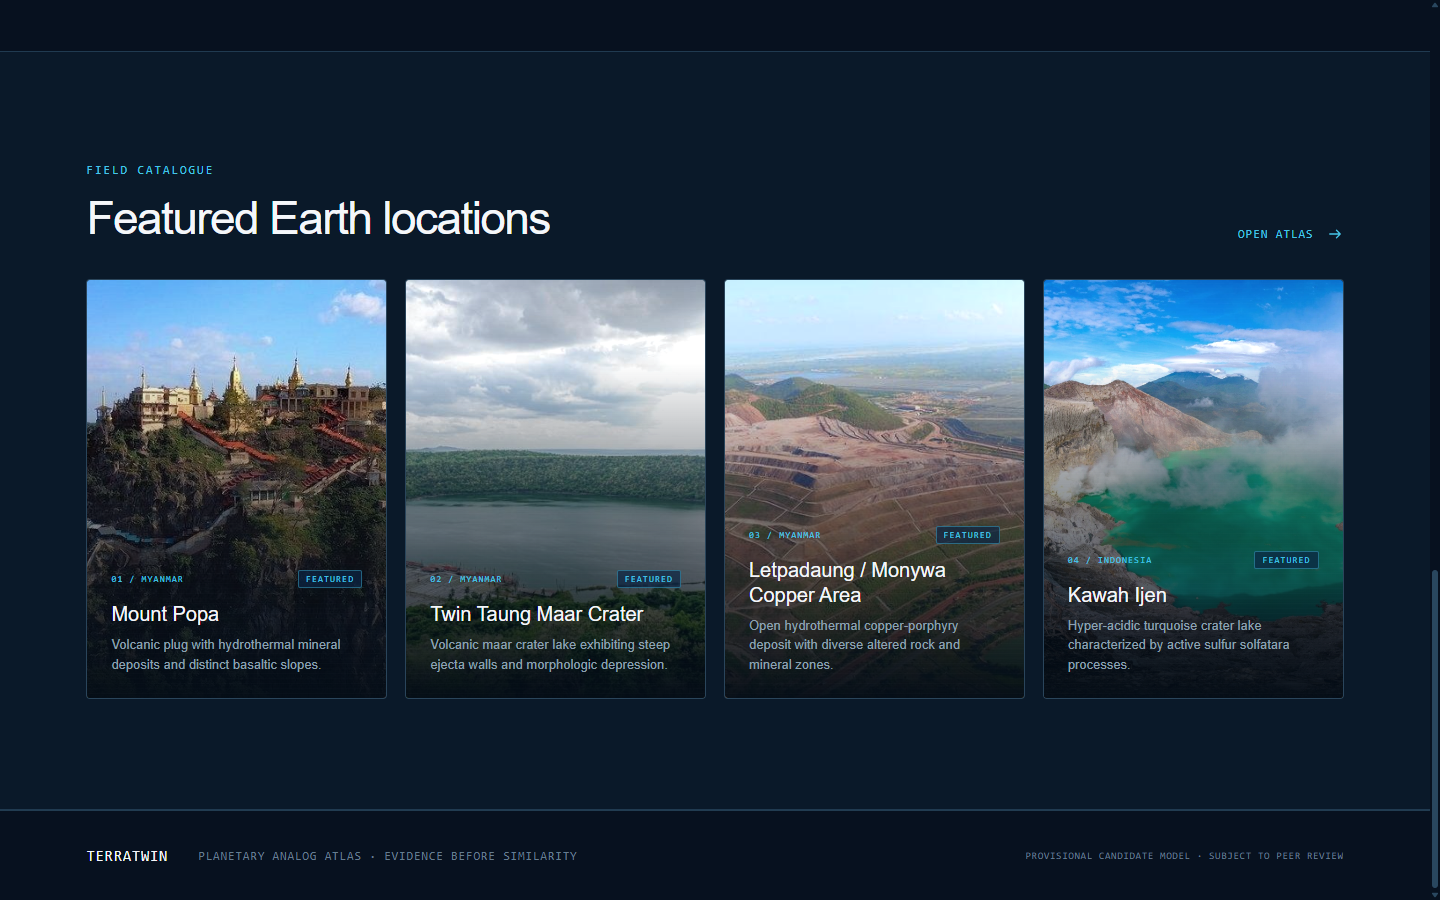 FIELD CATALOGUE
Featured Earth locations
OPEN ATLAS →
01 / MYANMAR
FEATURED
Mount Popa
Volcanic plug with hydrothermal mineral
deposits and distinct basaltic slopes.
02 / MYANMAR
FEATURED
Twin Taung Maar Crater
Volcanic maar crater lake exhibiting steep
ejecta walls and morphologic depression.
03 / MYANMAR
FEATURED
Letpadaung / Monywa
Copper Area
Open hydrothermal copper-porphyry
deposit with diverse altered rock and
mineral zones.
04 / INDONESIA
FEATURED
Kawah Ijen
Hyper-acidic turquoise crater lake
characterized by active sulfur solfatara
processes.
TERRATWIN
PLANETARY ANALOG ATLAS · EVIDENCE BEFORE SIMILARITY
PROVISIONAL CANDIDATE MODEL · SUBJECT TO PEER REVIEW